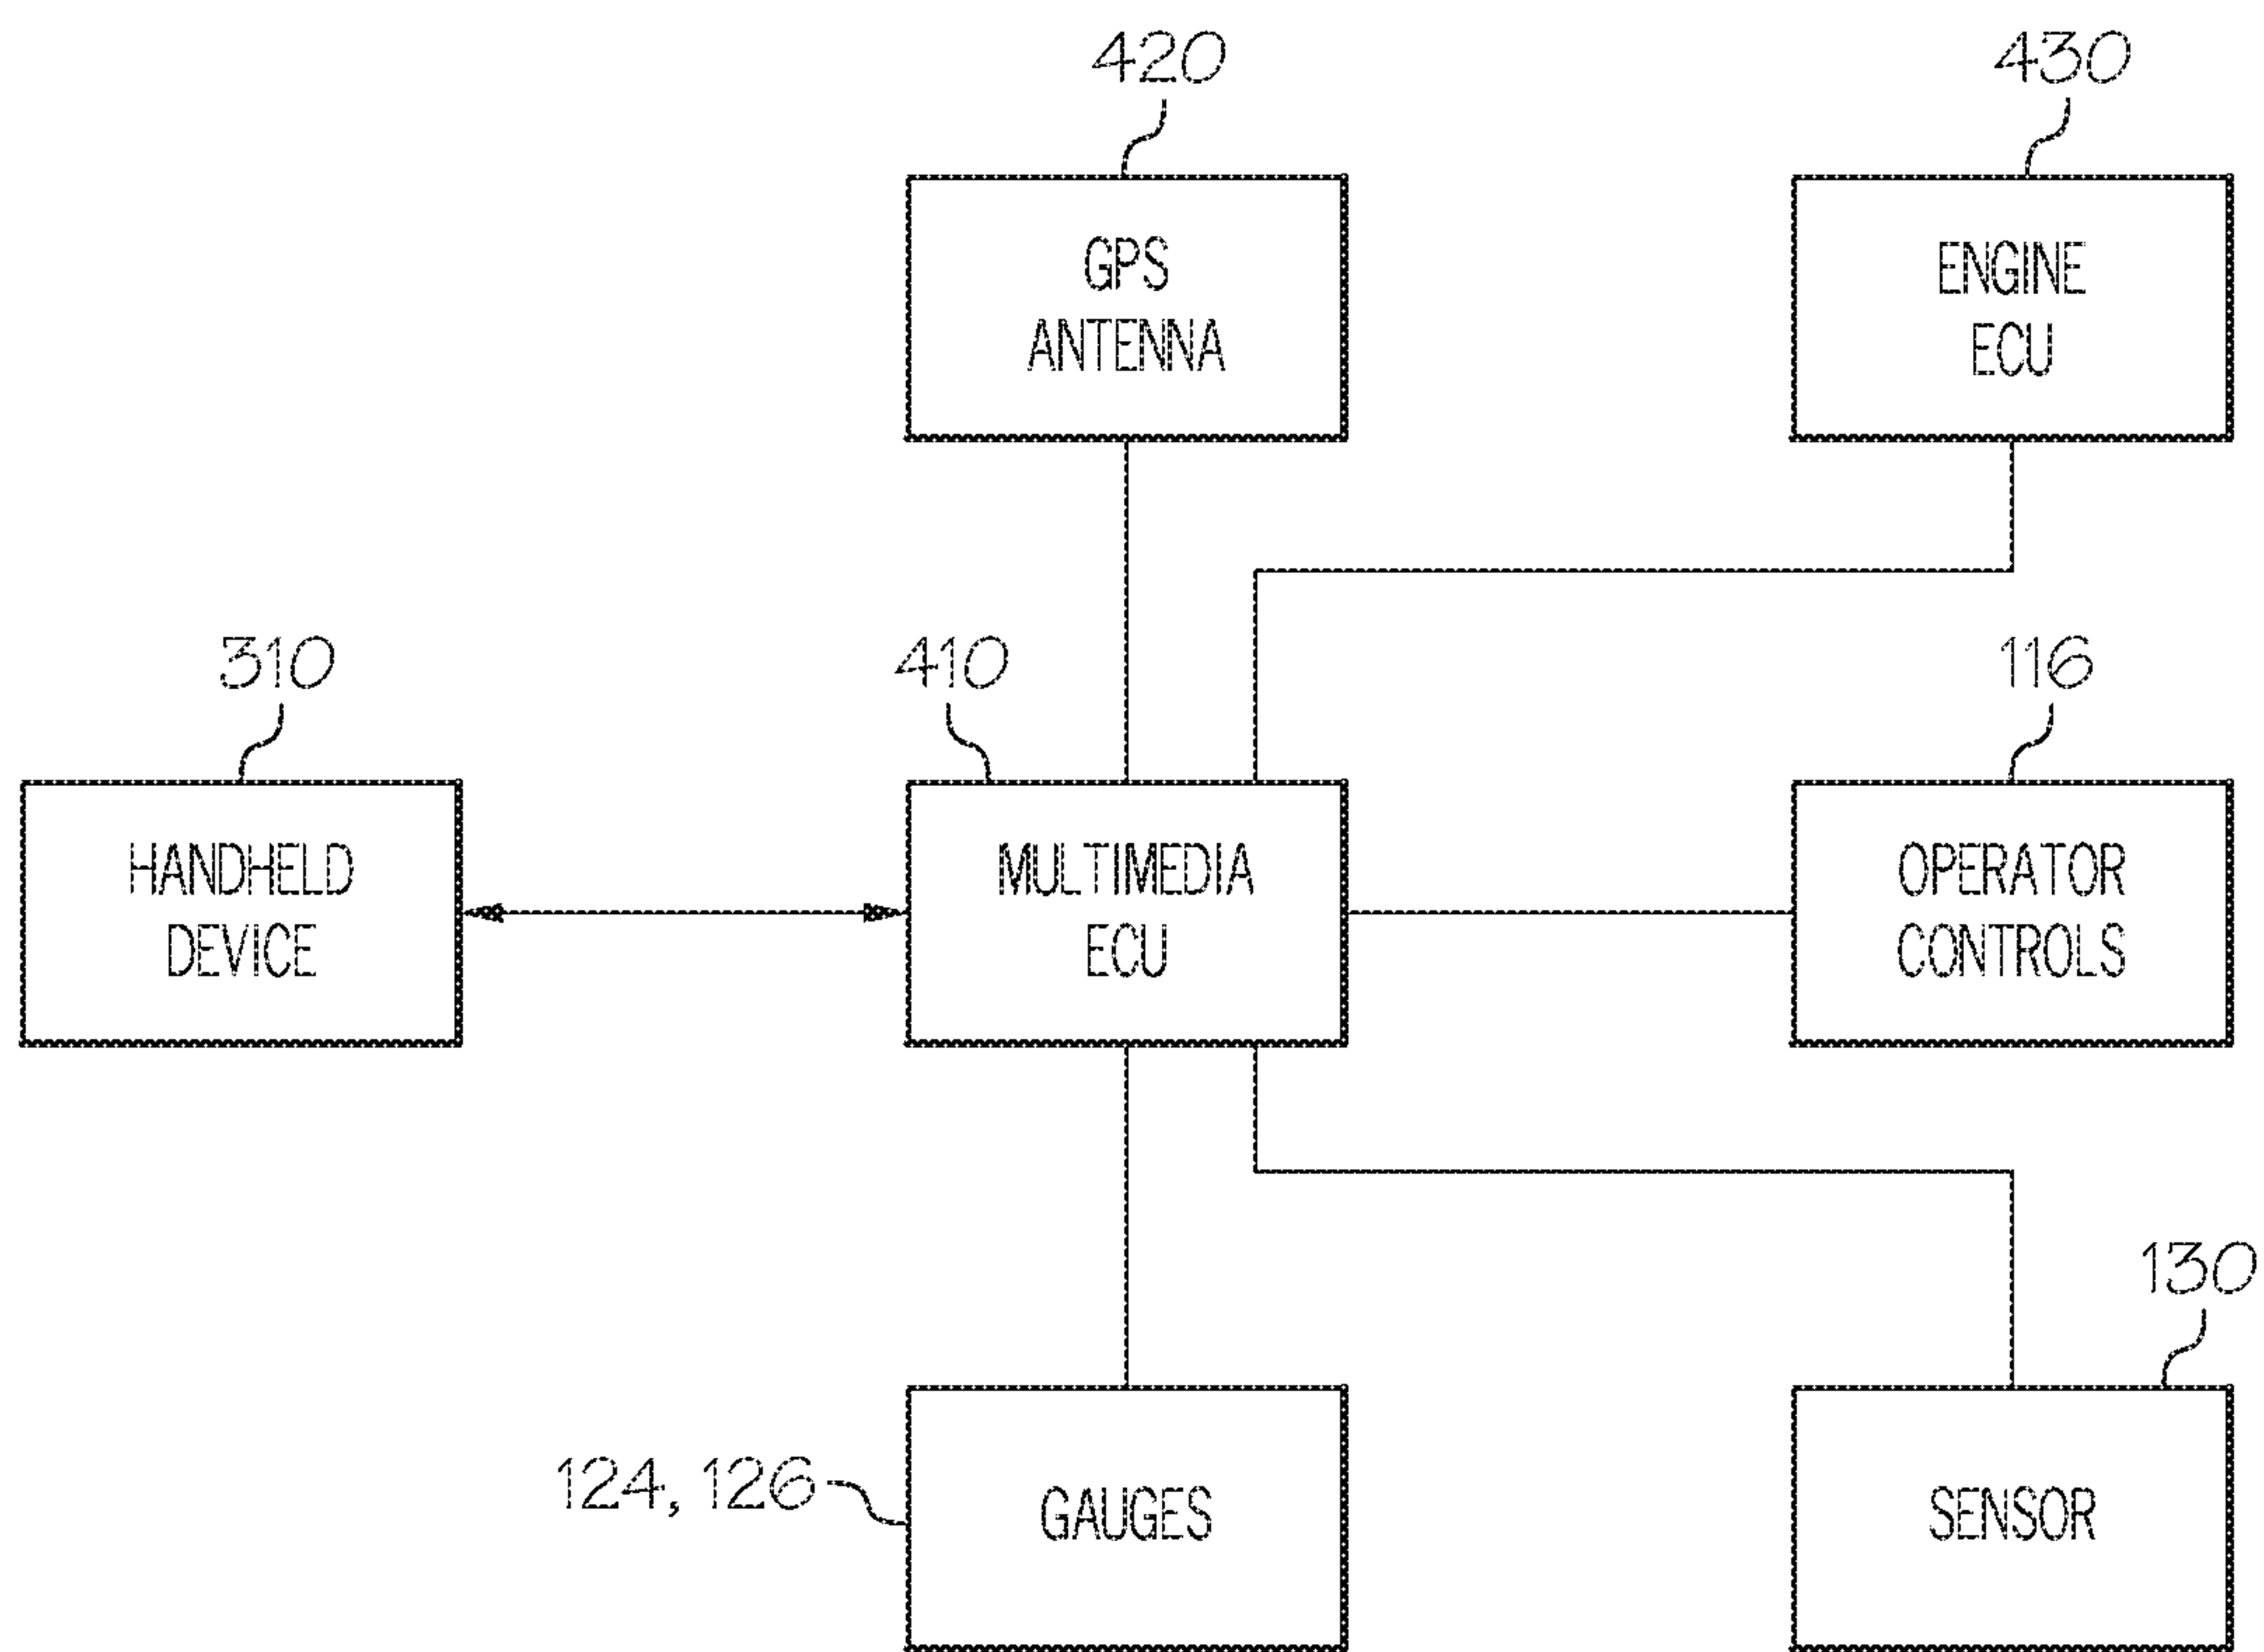 420
430
GPS
ANTENNA
ENGINE
ECU
310
410
116
HANDHELD
DEVICE
MULTIMEDIA
ECU
OPERATOR
CONTROLS
130
124, 126
GAUGES
SENSOR